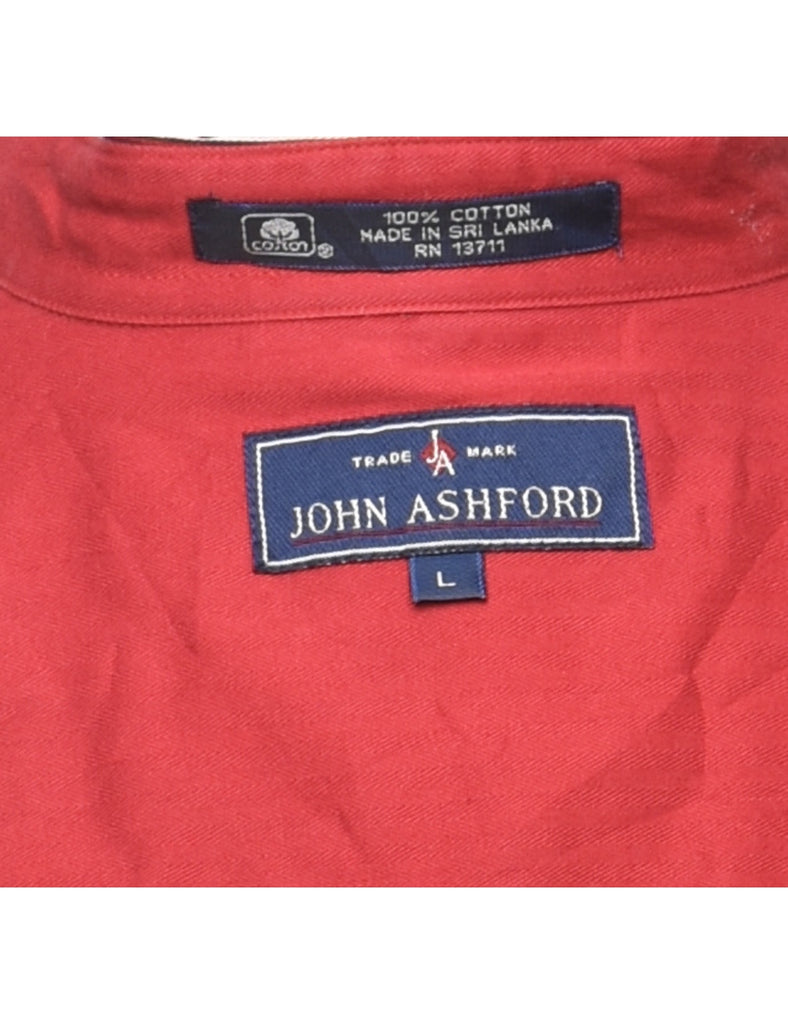 cotton ®
100% COTTON
MADE IN SRI LANKA
RN 13711
TRADE JA MARK
JOHN ASHFORD
L